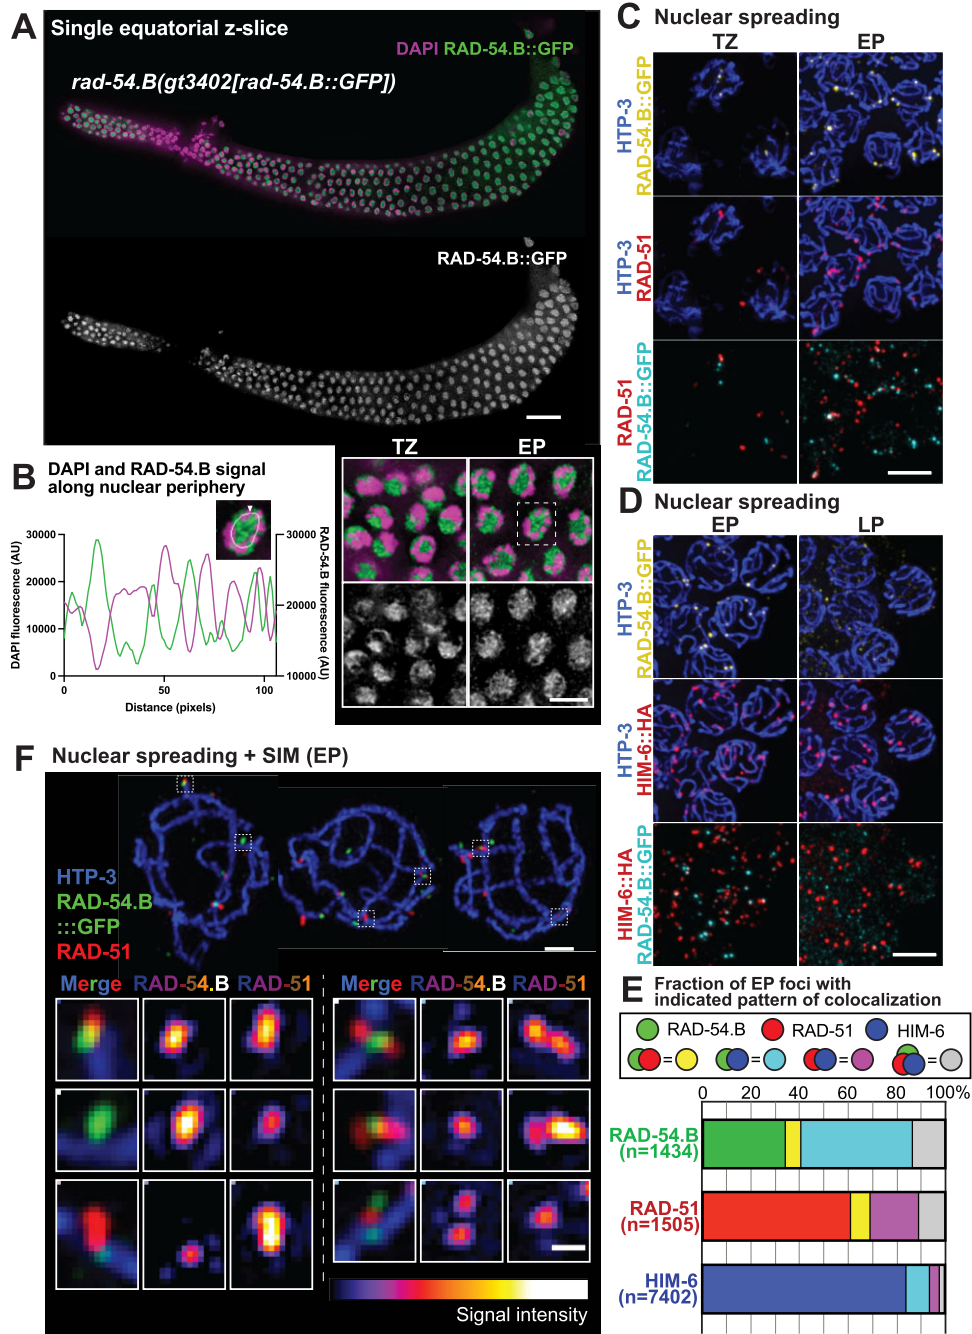 A
Single equatorial z-slice
DAPI RAD-54.B::GFP
rad-54.B(gt3402[rad-54.B::GFP])
RAD-54.B::GFP
B
DAPI and RAD-54.B signal
along nuclear periphery
30000
20000
10000
0
DAPI fluorescence (AU)
30000
20000
10000
RAD-54.B fluorescence
(AU)
0
50
100
Distance (pixels)
TZ
EP
C
Nuclear spreading
TZ
EP
HTP-3
RAD-54.B::GFP
HTP-3
RAD-51
RAD-51
RAD-54.B::GFP
D
Nuclear spreading
EP
LP
HTP-3
RAD-54.B::GFP
HTP-3
HIM-6::HA
HIM-6::HA
RAD-54.B::GFP
E
Fraction of EP foci with
indicated pattern of colocalization
RAD-54.B
RAD-51
HIM-6
=
=
=
=
0
20
40
60
80
100%
RAD-54.B
(n=1434)
RAD-51
(n=1505)
HIM-6
(n=7402)
F
Nuclear spreading + SIM (EP)
HTP-3
RAD-54.B
:::GFP
RAD-51
Merge
RAD-54.B
RAD-51
Merge
RAD-54.B
RAD-51
Signal intensity